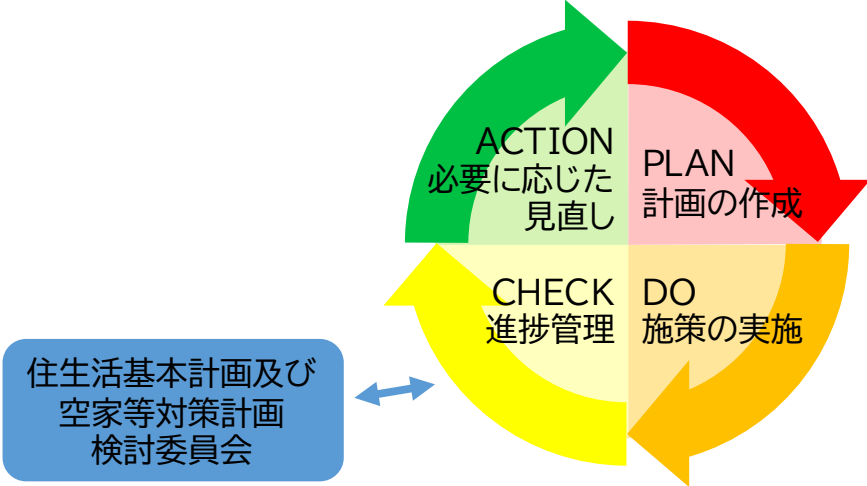 ACTION
必要に応じた
見直し
PLAN
計画の作成
CHECK
進捗管理
DO
施策の実施
住生活基本計画及び
空家等対策計画
検討委員会